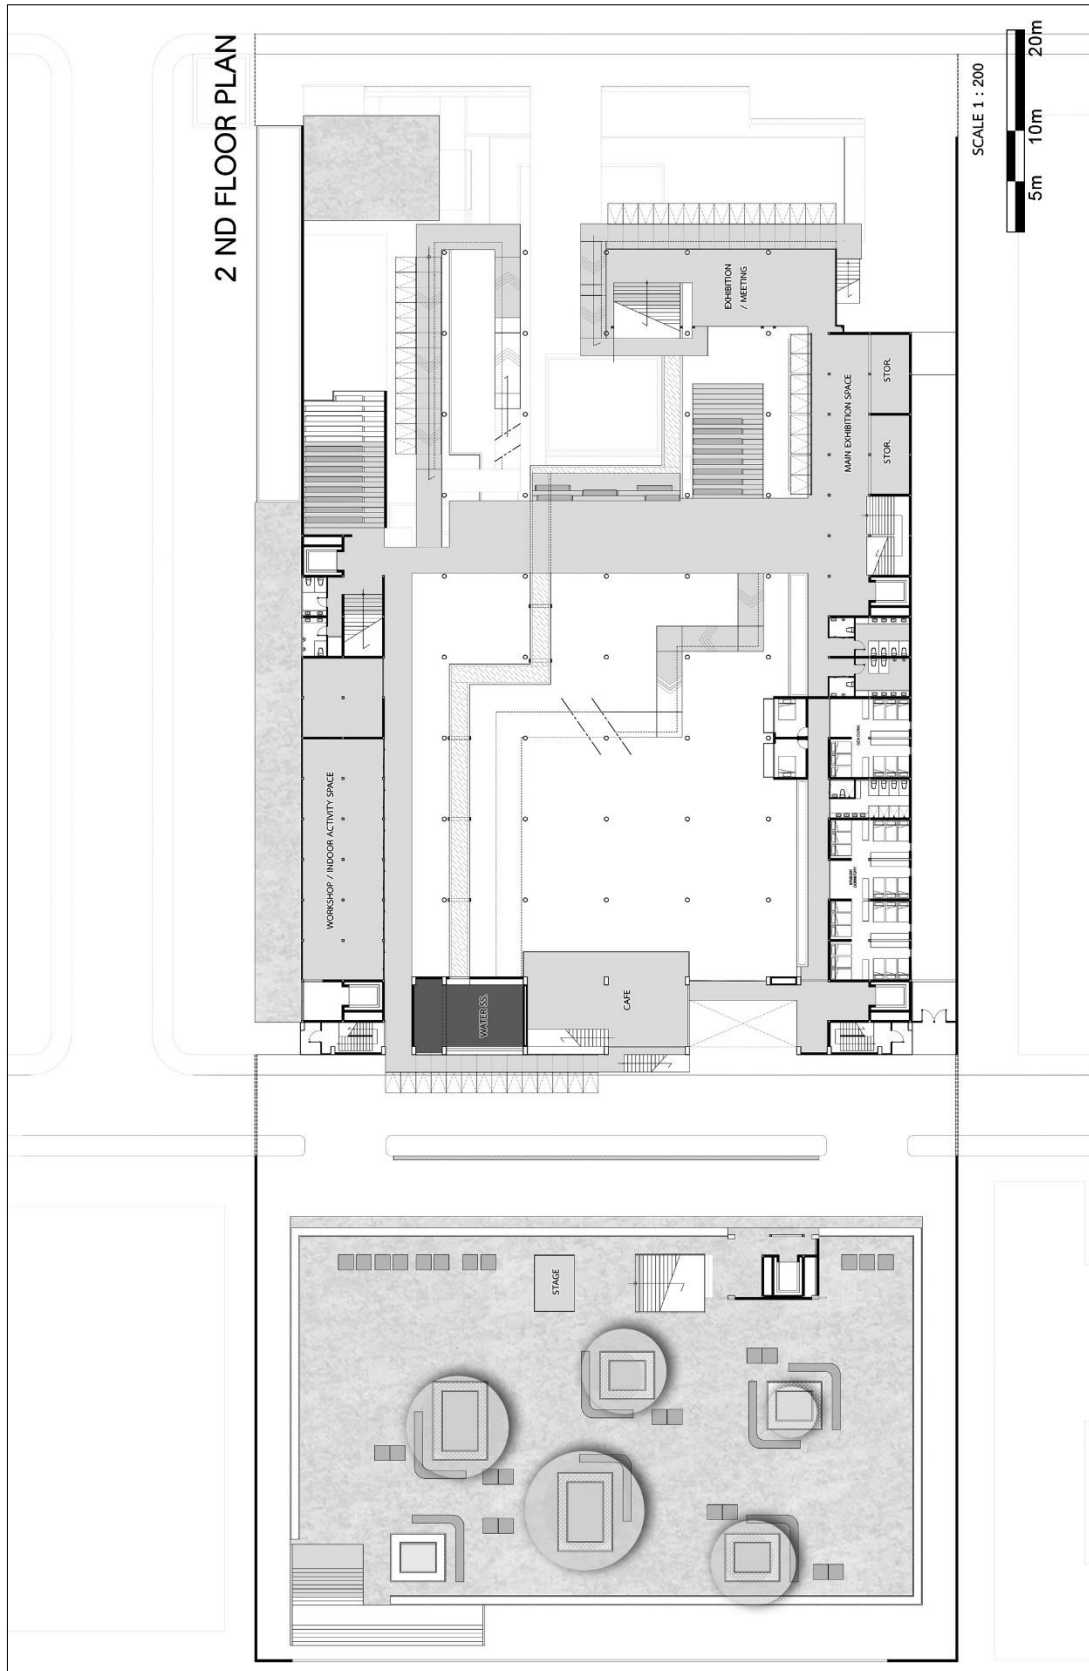 2 ND FLOOR PLAN
SCALE 1 : 200
5m
10m
20m
EXHIBITION
/ MEETING
MAIN EXHIBITION SPACE
STOR.
STOR.
WORKSHOP / INDOOR ACTIVITY SPACE
WATER SS.
CAFE
STAGE